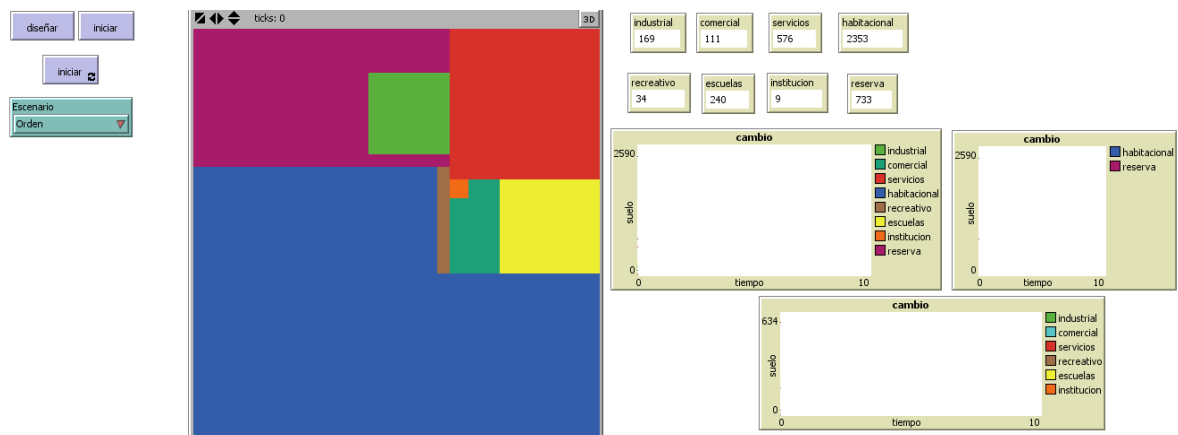 diseñar
iniciar
iniciar
Escenario
Orden
ticks: 0
3D
industrial
169
comercial
111
servicios
576
habitacional
2353
recreativo
34
escuelas
240
institucion
9
reserva
733
cambio
2590
suelo
0
0
tiempo
10
industrial
comercial
servicios
habitacional
recreativo
escuelas
institucion
reserva
cambio
2590
suelo
0
0
tiempo
10
habitacional
reserva
cambio
634
suelo
0
0
tiempo
10
industrial
comercial
servicios
recreativo
escuelas
institucion